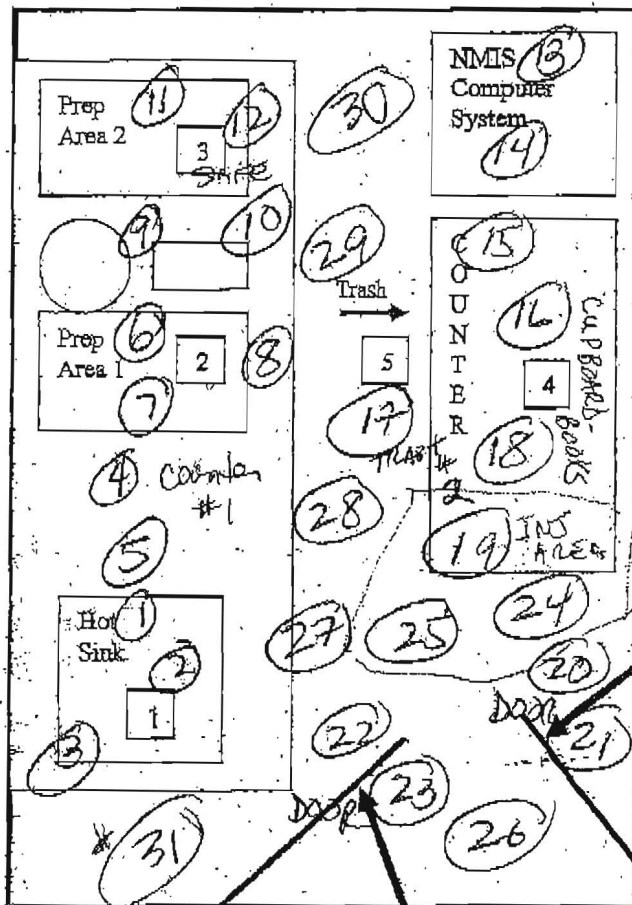 NMIS
Computer
System
13
14
11
Prep
Area 2
12
3
SAFE
30
9
10
29
COUNTER
15
Trash
16
CUPBOARD-
BOOKS
6
Prep
Area 1
2
8
7
5
4
17
TRASH
#2
18
4
Counter
#1
28
5
19
INJ
AREA
1
Hot
Sink
2
1
3
27
25
24
20
DOOR
21
22
23
DOOR
26
* 31